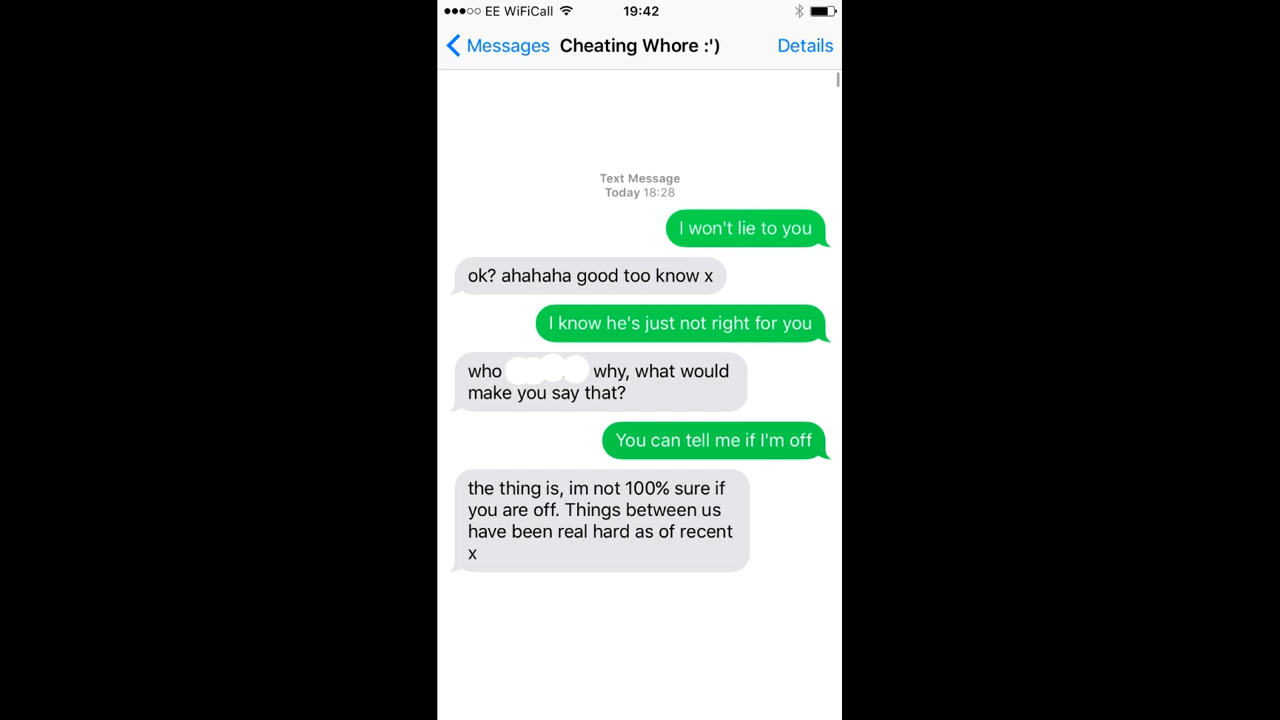 EE WiFiCall 19:42
Messages Cheating Whore :') Details
Text Message
Today 18:28
I won't lie to you
ok? ahahaha good too know x
I know he's just not right for you
who why, what would
make you say that?
You can tell me if I'm off
the thing is, im not 100% sure if
you are off. Things between us
have been real hard as of recent
x